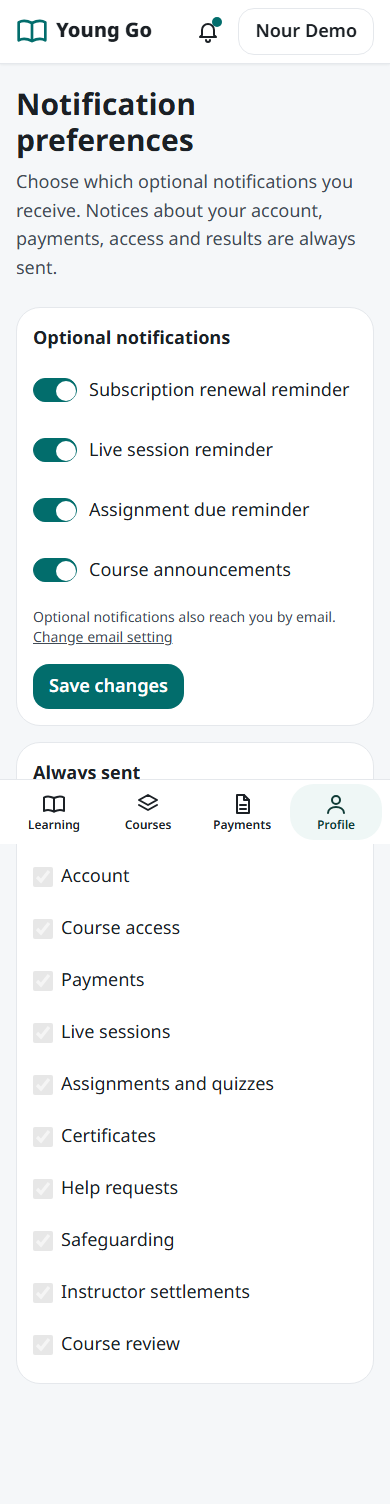 Young Go
Nour Demo
Notification
preferences
Choose which optional notifications you
receive. Notices about your account,
payments, access and results are always
sent.
Optional notifications
Subscription renewal reminder
Live session reminder
Assignment due reminder
Course announcements
Optional notifications also reach you by email.
Change email setting
Save changes
Always sent
Learning
Courses
Payments
Profile
Account
Course access
Payments
Live sessions
Assignments and quizzes
Certificates
Help requests
Safeguarding
Instructor settlements
Course review